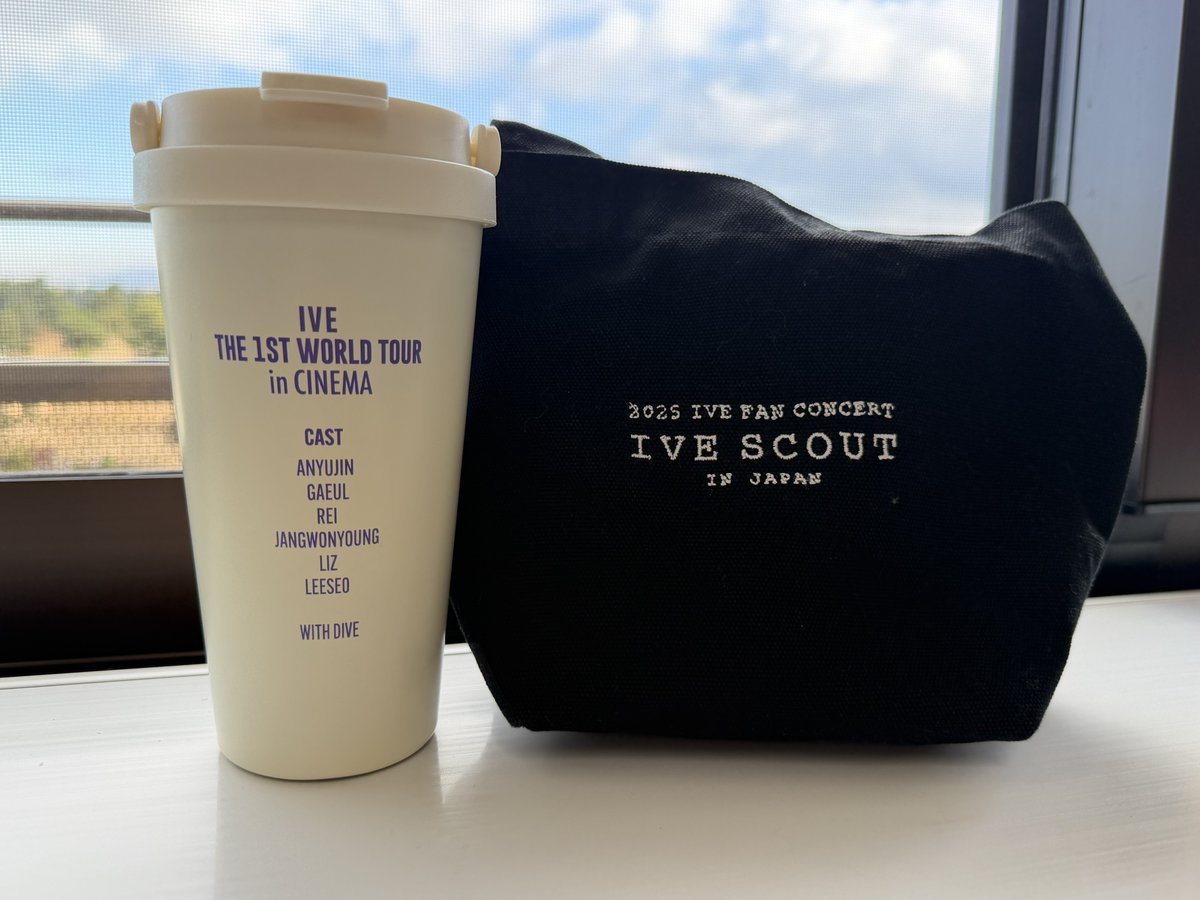 IVE
THE 1ST WORLD TOUR
in CINEMA
CAST
ANYUJIN
GAEUL
REI
JANGWONYOUNG
LIZ
LEESEO
WITH DIVE
2025 IVE FAN CONCERT
IVE SCOUT
IN JAPAN